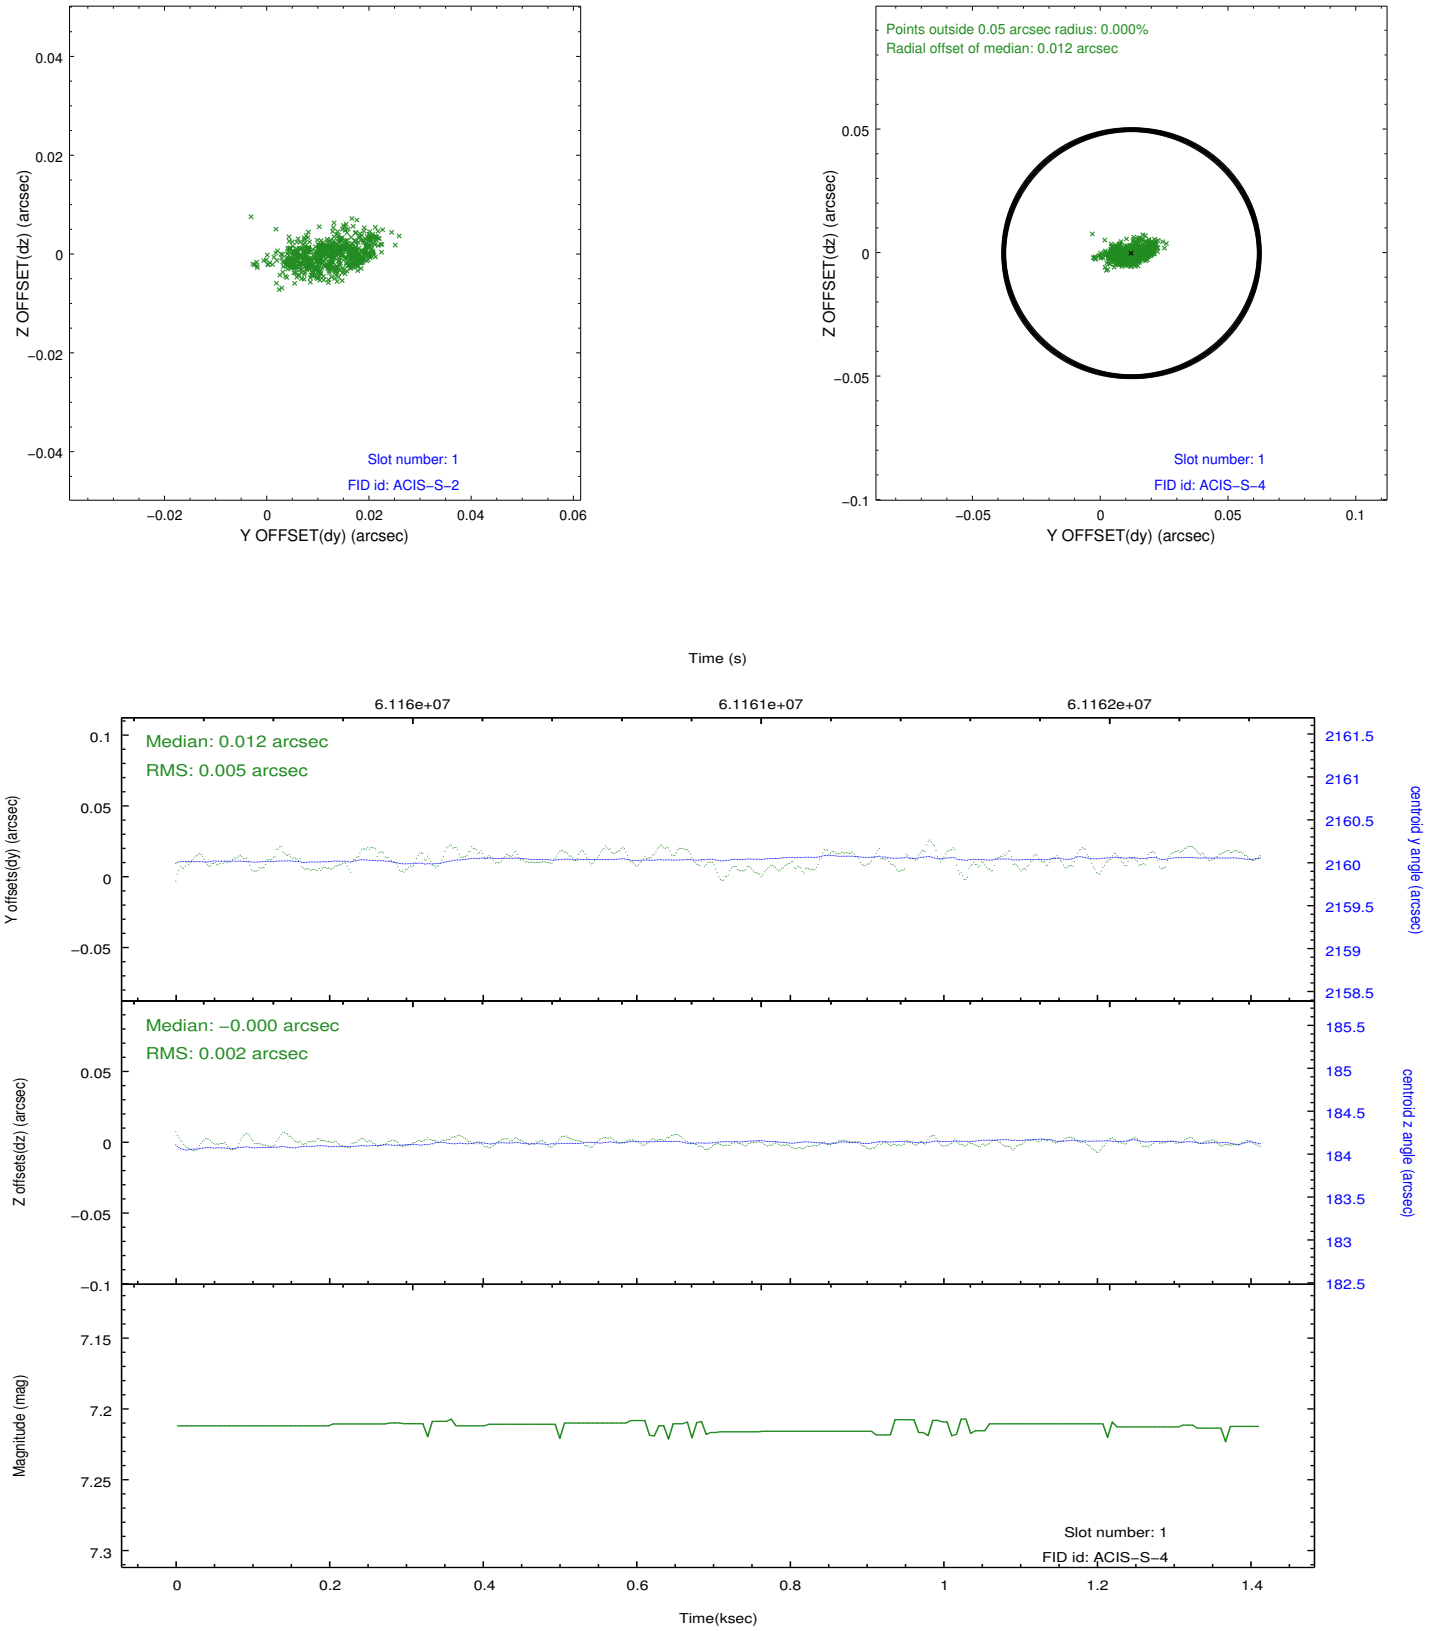 0.04
0.02
0
−0.02
−0.04
Z OFFSET(dz) (arcsec)
Slot number: 1
FID id: ACIS−S−2
−0.02 0 0.02 0.04 0.06
Y OFFSET(dy) (arcsec)
Points outside 0.05 arcsec radius: 0.000%
Radial offset of median: 0.012 arcsec
0.05
0
−0.05
−0.1
Z OFFSET(dz) (arcsec)
Slot number: 1
FID id: ACIS−S−4
−0.05 0 0.05 0.1
Y OFFSET(dy) (arcsec)
Time (s)
6.116e+07 6.1161e+07 6.1162e+07
Median: 0.012 arcsec
RMS: 0.005 arcsec
0.1
0.05
0
−0.05
Y offsets(dy) (arcsec)
2161.5
2161
2160.5
2160
2159.5
2159
2158.5
centroid y angle (arcsec)
Median: −0.000 arcsec
RMS: 0.002 arcsec
0.05
0
−0.05
−0.1
Z offsets(dz) (arcsec)
185.5
185
184.5
184
183.5
183
182.5
centroid z angle (arcsec)
7.15
7.2
7.25
7.3
Magnitude (mag)
Slot number: 1
FID id: ACIS−S−4
0 0.2 0.4 0.6 0.8 1 1.2 1.4
Time(ksec)